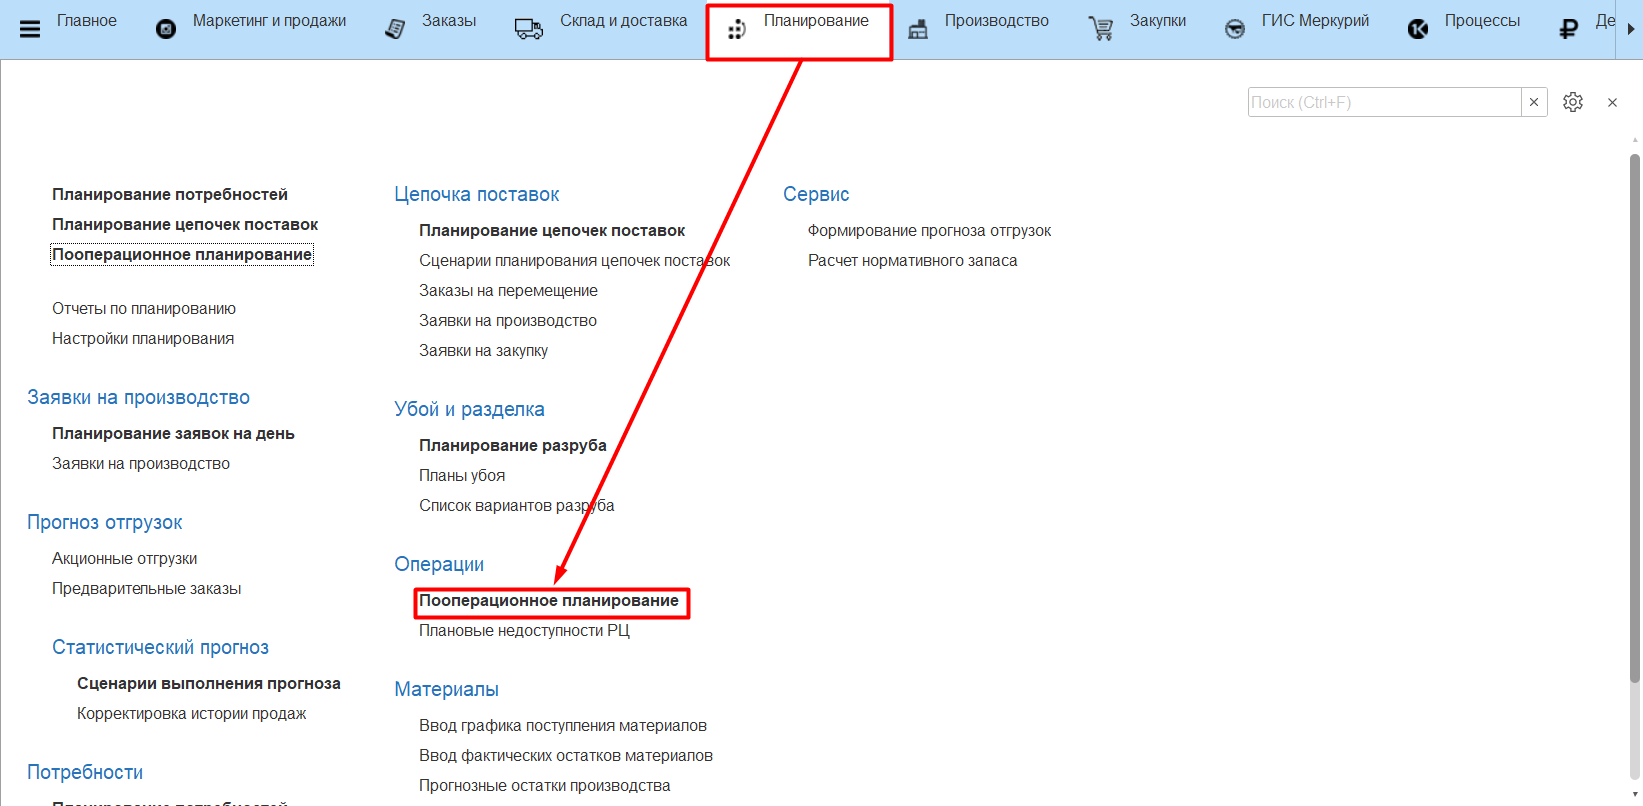 Главное
Маркетинг и продажи
Заказы
Склад и доставка
Планирование
Производство
Закупки
ГИС Меркурий
Процессы
Де
Поиск (Ctrl+F)
Планирование потребностей
Планирование цепочек поставок
Пооперационное планирование
Отчеты по планированию
Настройки планирования
Заявки на производство
Планирование заявок на день
Заявки на производство
Прогноз отгрузок
Акционные отгрузки
Предварительные заказы
Статистический прогноз
Сценарии выполнения прогноза
Корректировка истории продаж
Потребности
Планирование потребностей
Цепочка поставок
Планирование цепочек поставок
Сценарии планирования цепочек поставок
Заказы на перемещение
Заявки на производство
Заявки на закупку
Убой и разделка
Планирование разруба
Планы убоя
Список вариантов разруба
Операции
Пооперационное планирование
Плановые недоступности РЦ
Материалы
Ввод графика поступления материалов
Ввод фактических остатков материалов
Прогнозные остатки производства
Сервис
Формирование прогноза отгрузок
Расчет нормативного запаса